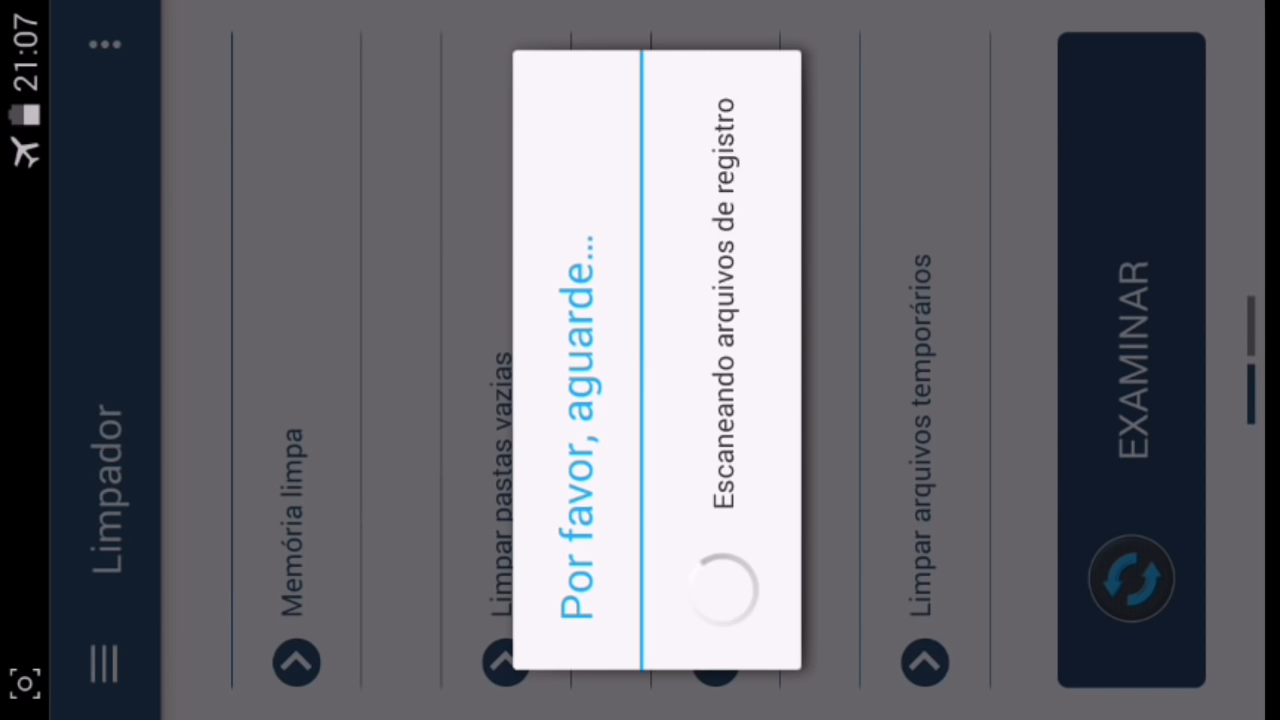 21:07
Limpador
Memória limpa
Limpar pastas vazias
Por favor, aguarde...
Escaneando arquivos de registro
Limpar arquivos temporários
EXAMINAR